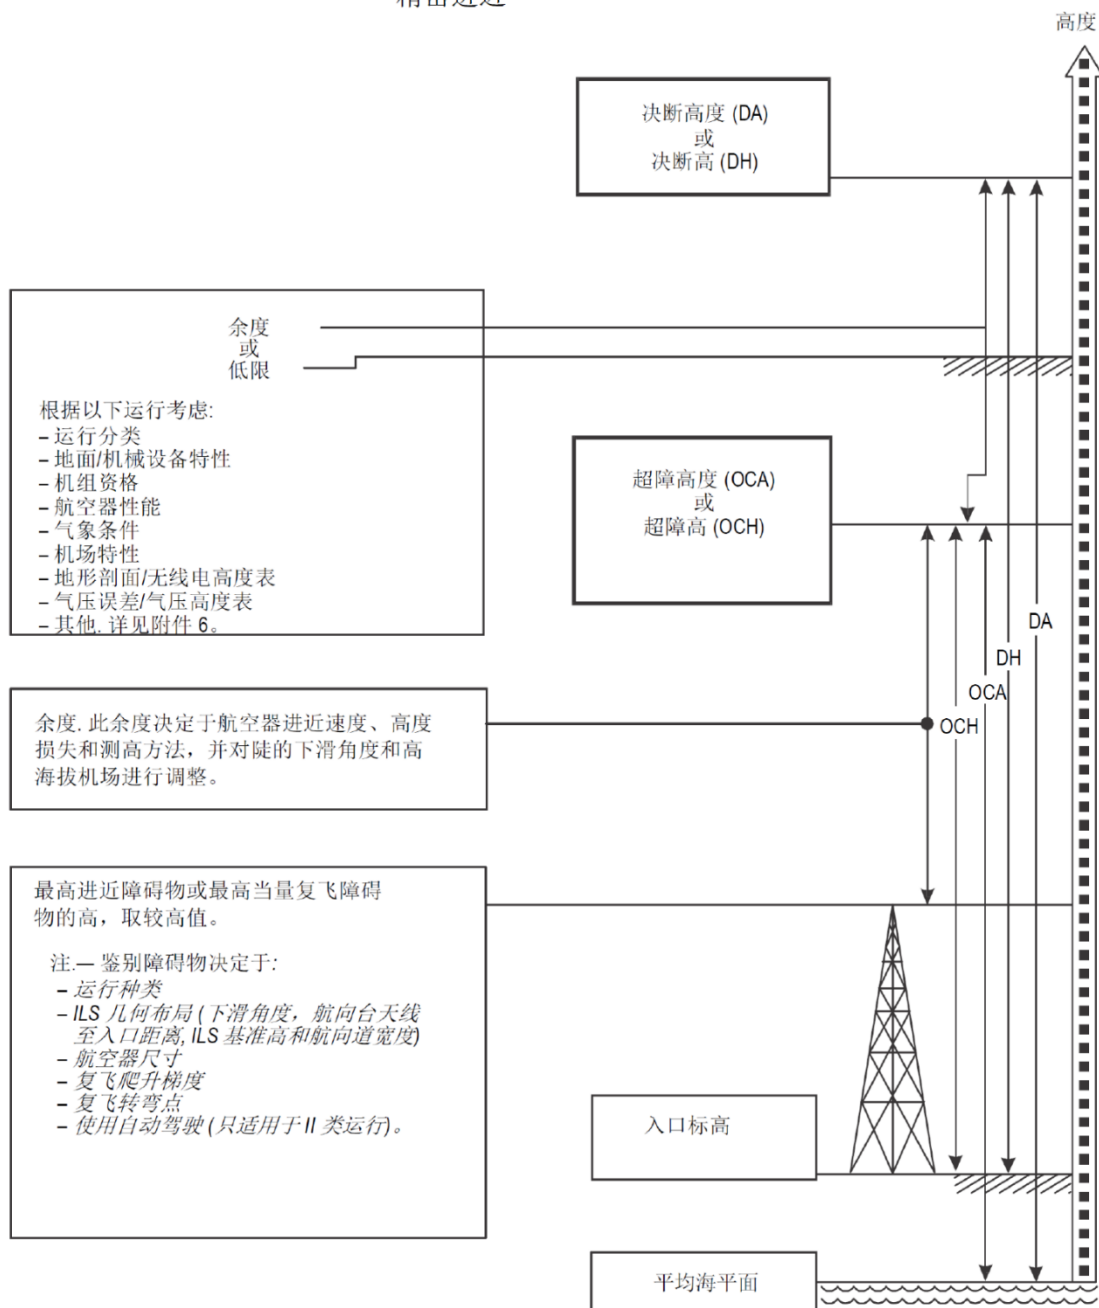 精密进近
高度
决断高度 (DA)
或
决断高 (DH)
余度
或
低限
根据以下运行考虑:
– 运行分类
– 地面/机械设备特性
– 机组资格
– 航空器性能
– 气象条件
– 机场特性
– 地形剖面/无线电高度表
– 气压误差/气压高度表
– 其他. 详见附件 6。
超障高度 (OCA)
或
超障高 (OCH)
DA
DH
OCA
OCH
余度. 此余度决定于航空器进近速度、高度
损失和测高方法，并对陡的下滑角度和高
海拔机场进行调整。
最高进近障碍物或最高当量复飞障碍
物的高，取较高值。
注.— 鉴别障碍物决定于:
– 运行种类
– ILS 几何布局 (下滑角度，航向台天线
至入口距离, ILS 基准高和航向道宽度)
– 航空器尺寸
– 复飞爬升梯度
– 复飞转弯点
– 使用自动驾驶 (只适用于 II 类运行)。
入口标高
平均海平面